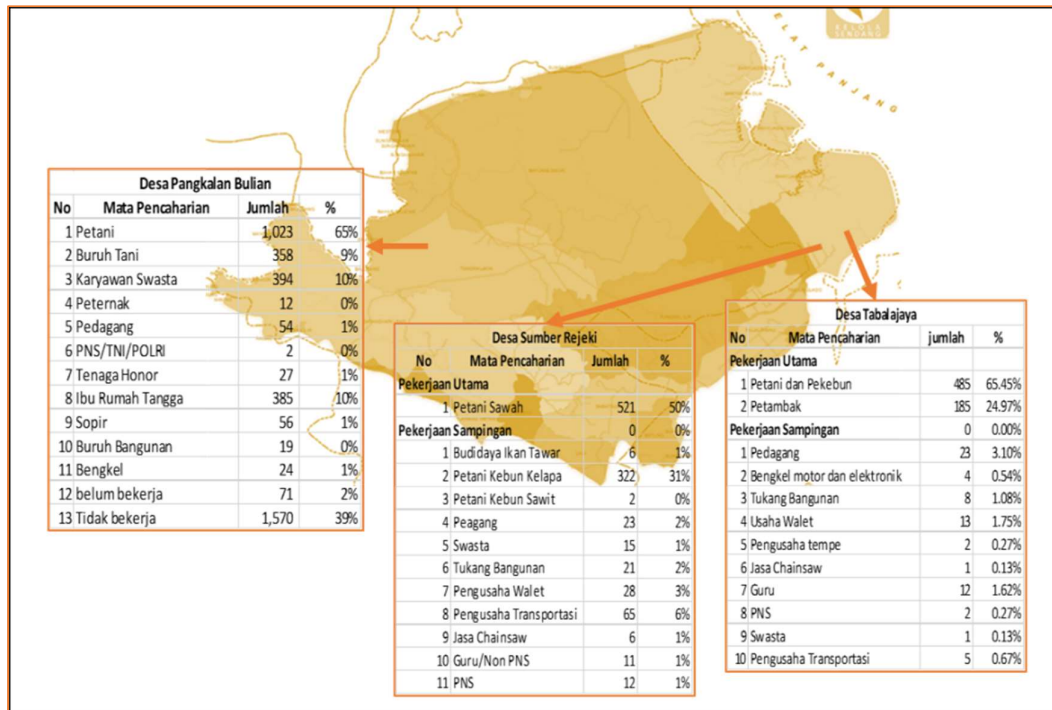 KELOLA
SENDANG
SELAT PANJANG
Desa Pangkalan Bulian
No Mata Pencaharian Jumlah %
1 Petani 1,023 65%
2 Buruh Tani 358 9%
3 Karyawan Swasta 394 10%
4 Peternak 12 0%
5 Pedagang 54 1%
6 PNS/TNI/POLRI 2 0%
7 Tenaga Honor 27 1%
8 Ibu Rumah Tangga 385 10%
9 Sopir 56 1%
10 Buruh Bangunan 19 0%
11 Bengkel 24 1%
12 belum bekerja 71 2%
13 Tidak bekerja 1,570 39%
Desa Sumber Rejeki
No Mata Pencaharian Jumlah %
Pekerjaan Utama
1 Petani Sawah 521 50%
Pekerjaan Sampingan 0 0%
1 Budidaya Ikan Tawar 6 1%
2 Petani Kebun Kelapa 322 31%
3 Petani Kebun Sawit 2 0%
4 Peagang 23 2%
5 Swasta 15 1%
6 Tukang Bangunan 21 2%
7 Pengusaha Walet 28 3%
8 Pengusaha Transportasi 65 6%
9 Jasa Chainsaw 6 1%
10 Guru/Non PNS 11 1%
11 PNS 12 1%
Desa Tabalajaya
No Mata Pencaharian jumlah %
Pekerjaan Utama
1 Petani dan Pekebun 485 65.45%
2 Petambak 185 24.97%
Pekerjaan Sampingan 0 0.00%
1 Pedagang 23 3.10%
2 Bengkel motor dan elektronik 4 0.54%
3 Tukang Bangunan 8 1.08%
4 Usaha Walet 13 1.75%
5 Pengusaha tempe 2 0.27%
6 Jasa Chainsaw 1 0.13%
7 Guru 12 1.62%
8 PNS 2 0.27%
9 Swasta 1 0.13%
10 Pengusaha Transportasi 5 0.67%